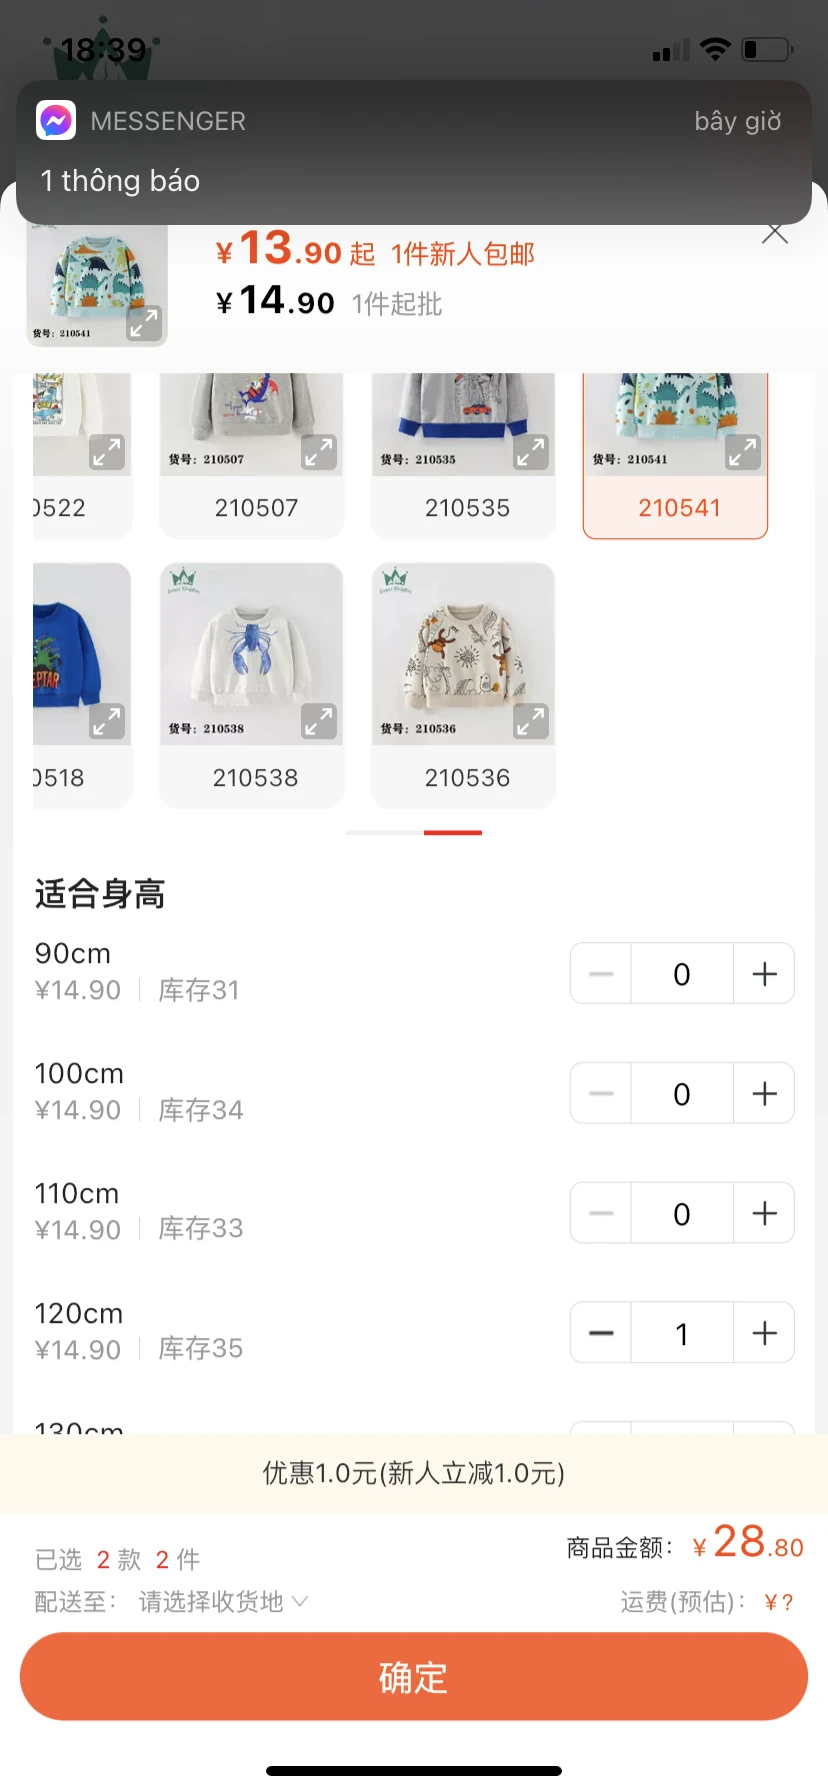 18:39
MESSENGER
bây giờ
1 thông báo
¥13.90起 1件新人包邮
¥14.90 1件起批
货号：210541
货号：210507
货号：210535
货号：210541
0522
210507
210535
210541
货号：210538
货号：210536
0518
210538
210536
适合身高
90cm
¥14.90 库存31
0
100cm
¥14.90 库存34
0
110cm
¥14.90 库存33
0
120cm
¥14.90 库存35
1
130cm
优惠1.0元(新人立减1.0元)
已选 2 款 2 件
商品金额：¥28.80
配送至：请选择收货地
运费(预估)：¥?
确定